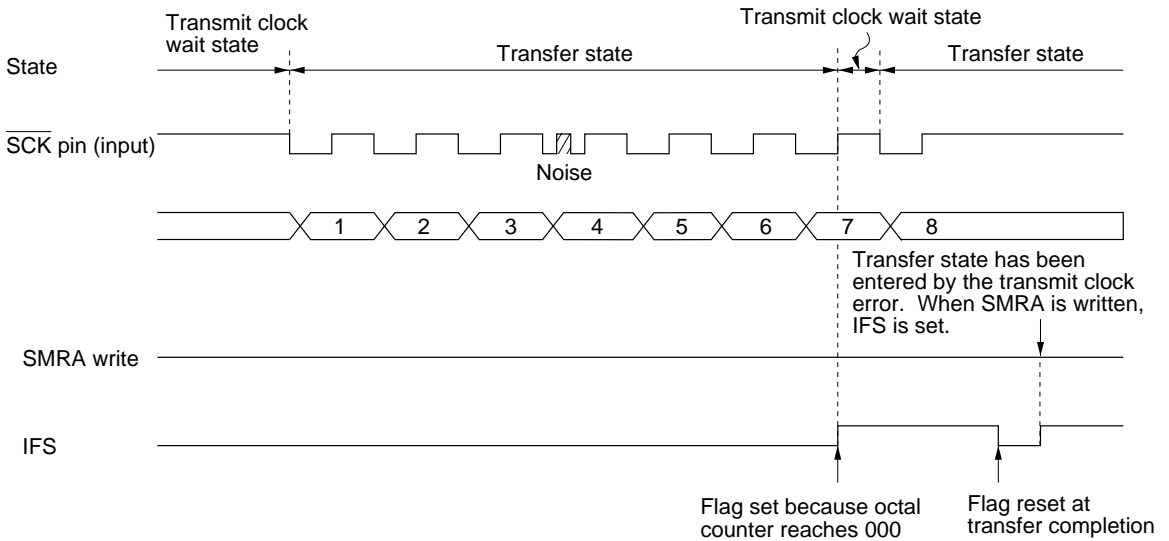 Transmit clock
wait state
Transmit clock wait state
State
Transfer state
Transfer state
SCK pin (input)
Noise
1 2 3 4 5 6 7 8
Transfer state has been
entered by the transmit clock
error. When SMRA is written,
IFS is set.
SMRA write
IFS
Flag set because octal
counter reaches 000
Flag reset at
transfer completion